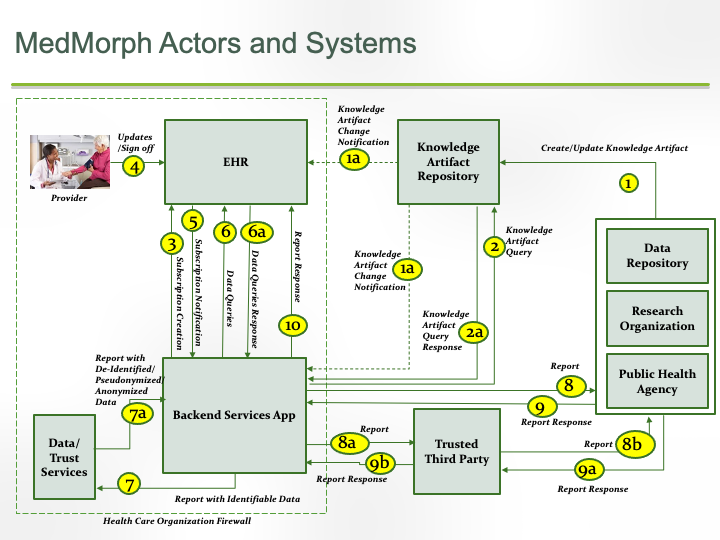 MedMorph Actors and Systems
Updates
/Sign off
4
Provider
EHR
Knowledge
Artifact
Change
Notification
1a
Knowledge
Artifact
Repository
Create/Update Knowledge Artifact
1
Data
Repository
Research
Organization
Public Health
Agency
3
Subscription Creation
5
Subscription Notification
6
Data Queries
6a
Data Queries Response
Report Response
10
Knowledge
Artifact
Change
Notification
1a
2
Knowledge
Artifact
Query
Knowledge
Artifact
Query
Response
2a
Report with
De-Identified/
Pseudonymized/
Anonymized
Data
7a
Backend Services App
Report
8
9
Report Response
Data/
Trust
Services
7
Report with Identifiable Data
Report
8a
9b
Report Response
Trusted
Third Party
Report
8b
9a
Report Response
Health Care Organization Firewall